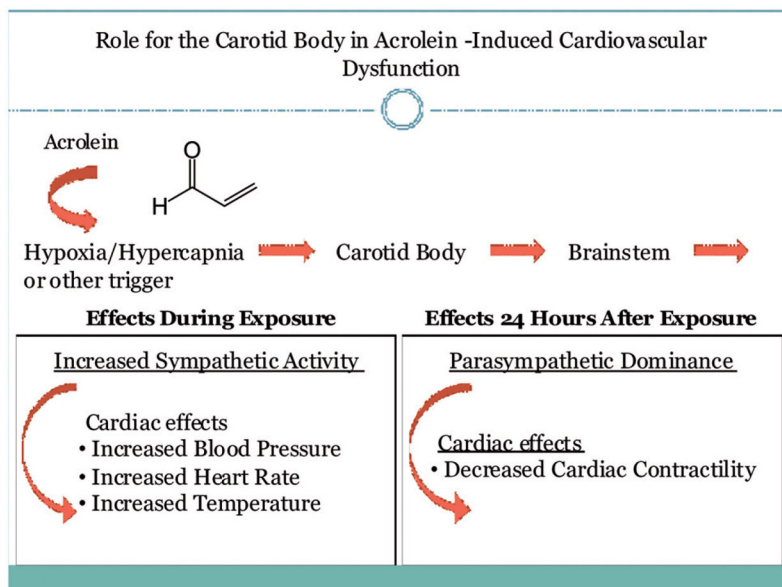 Role for the Carotid Body in Acrolein -Induced Cardiovascular
Dysfunction
Acrolein
O
H
Hypoxia/Hypercapnia
or other trigger
Carotid Body
Brainstem
Effects During Exposure
Increased Sympathetic Activity
Cardiac effects
• Increased Blood Pressure
• Increased Heart Rate
• Increased Temperature
Effects 24 Hours After Exposure
Parasympathetic Dominance
Cardiac effects
• Decreased Cardiac Contractility